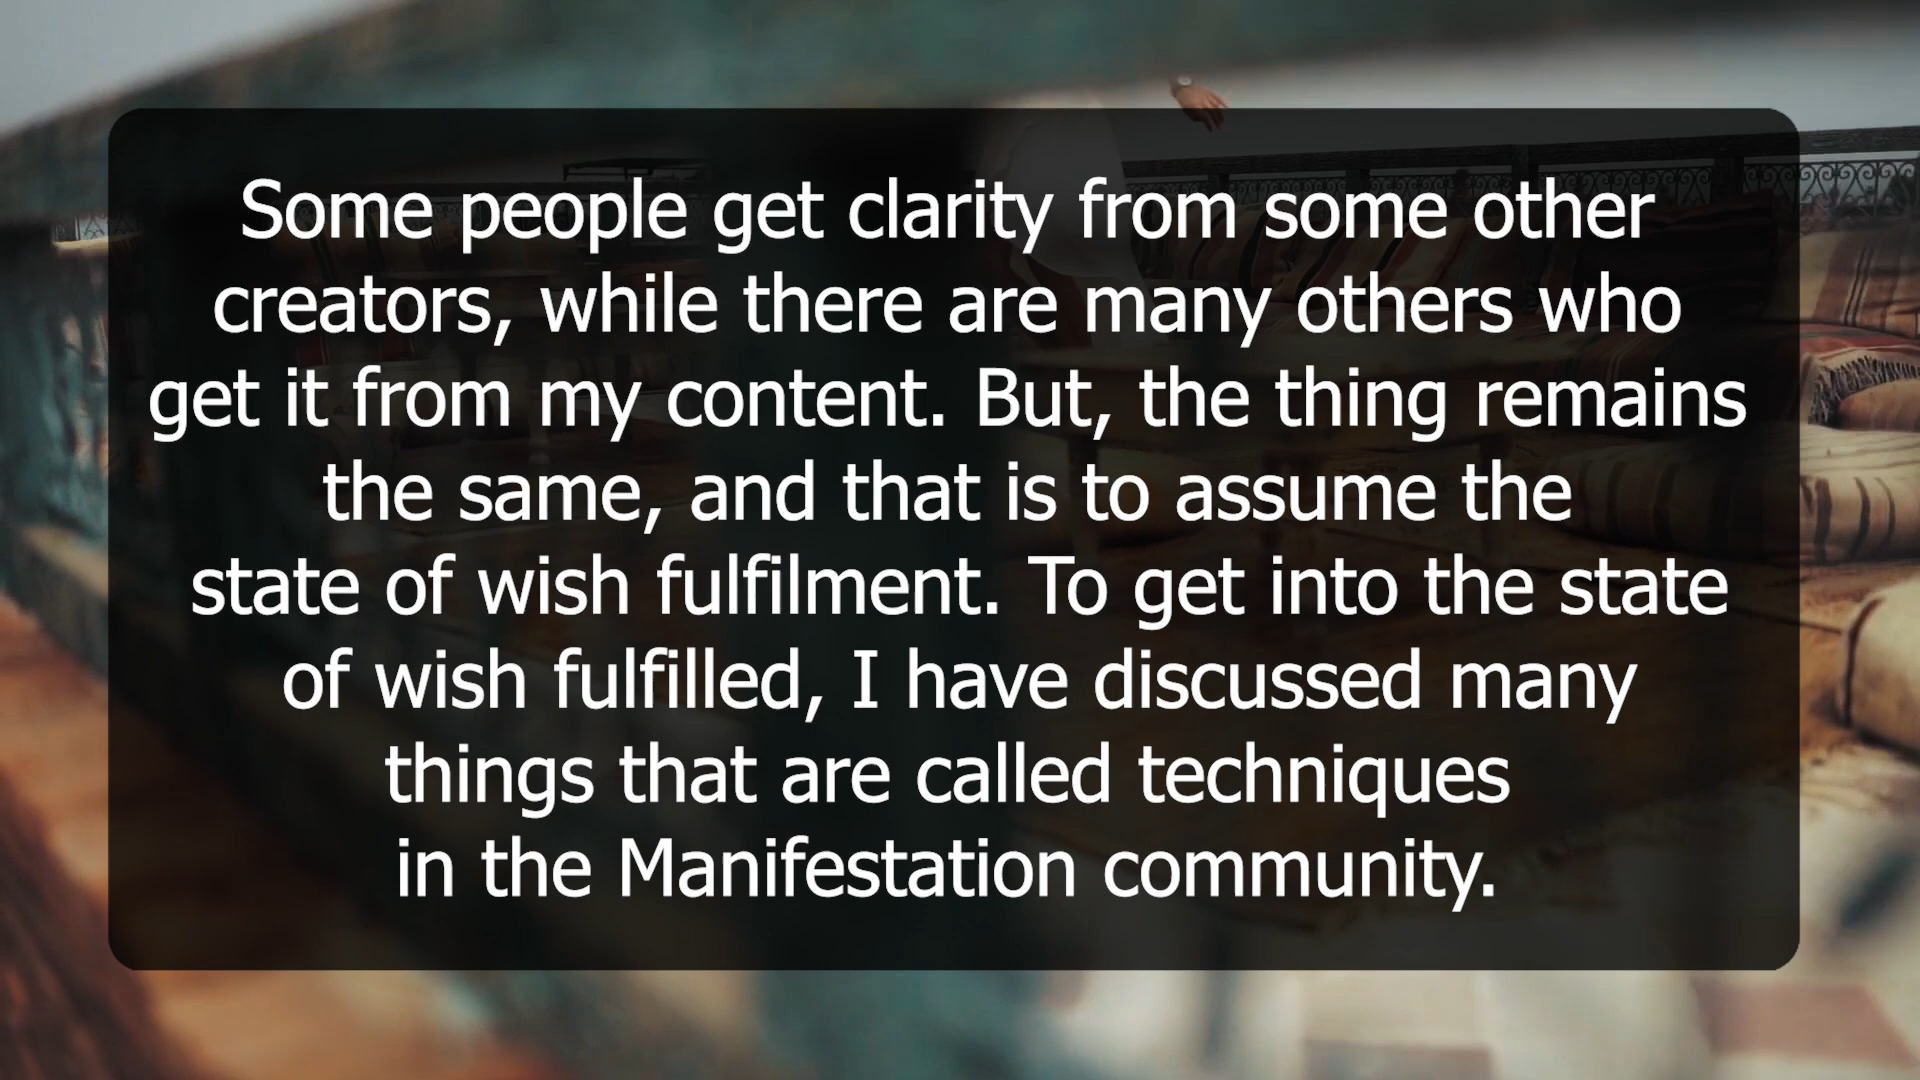 Some people get clarity from some other
creators, while there are many others who
get it from my content. But, the thing remains
the same, and that is to assume the
state of wish fulfilment. To get into the state
of wish fulfilled, I have discussed many
things that are called techniques
in the Manifestation community.